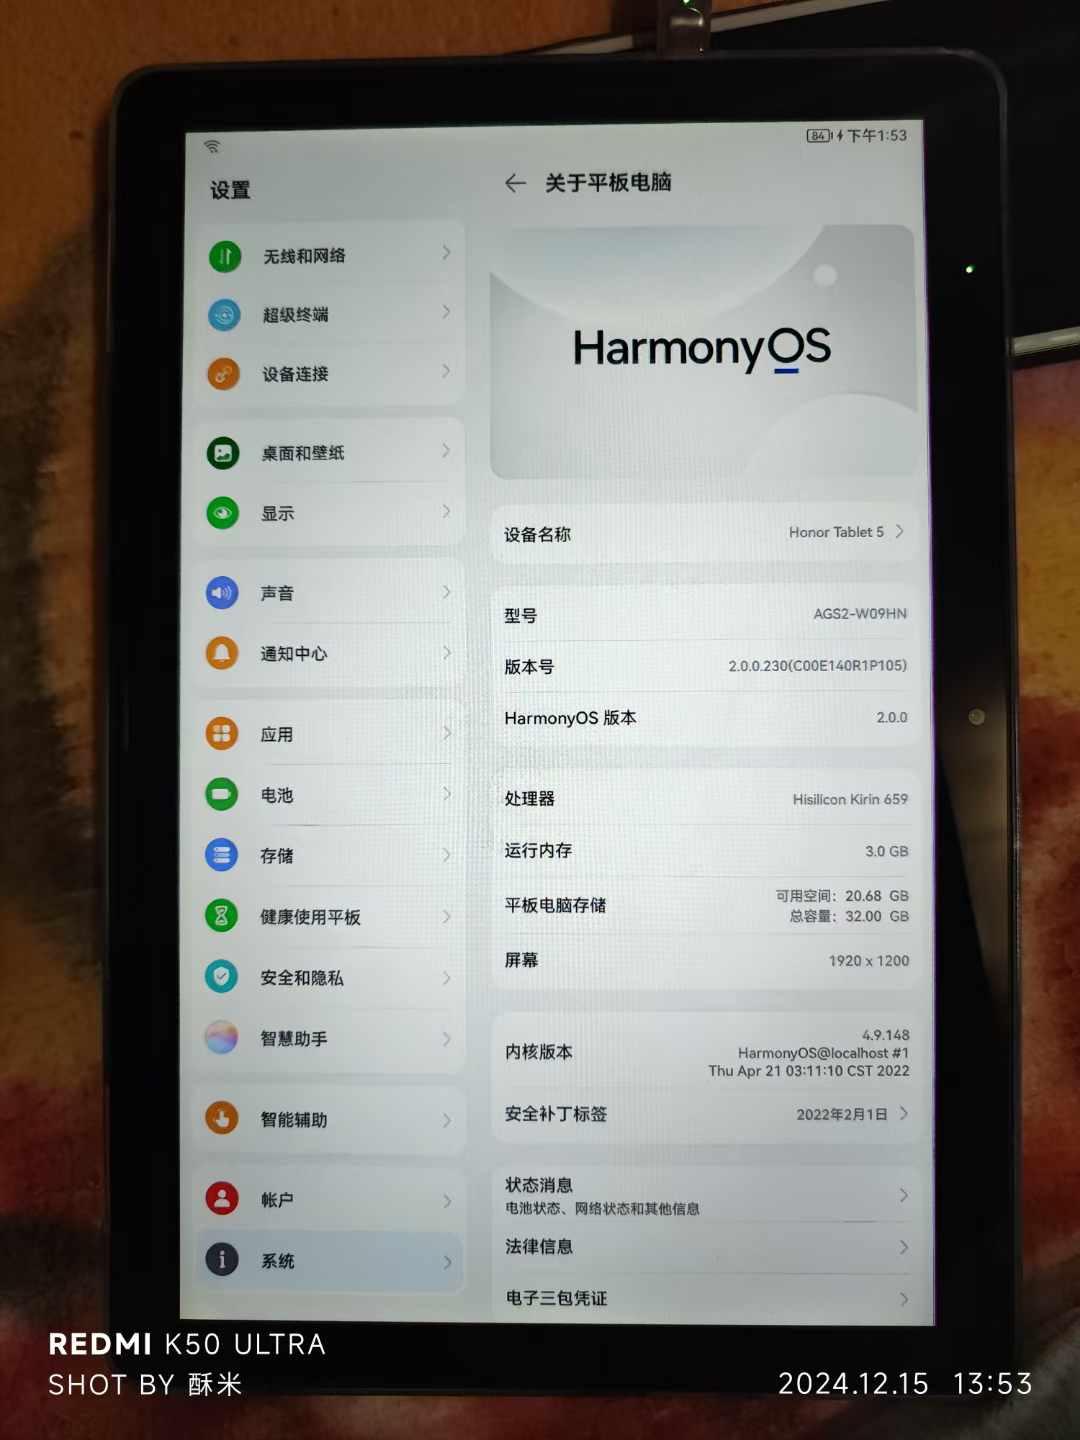 84 下午1:53
设置
无线和网络
超级终端
设备连接
桌面和壁纸
显示
声音
通知中心
应用
电池
存储
健康使用平板
安全和隐私
智慧助手
智能辅助
帐户
系统
关于平板电脑
HarmonyOS
设备名称 Honor Tablet 5
型号 AGS2-W09HN
版本号 2.0.0.230(C00E140R1P105)
HarmonyOS 版本 2.0.0
处理器 Hisilicon Kirin 659
运行内存 3.0 GB
平板电脑存储 可用空间：20.68 GB
总容量：32.00 GB
屏幕 1920 x 1200
内核版本 4.9.148
HarmonyOS@localhost #1
Thu Apr 21 03:11:10 CST 2022
安全补丁标签 2022年2月1日
状态消息
电池状态、网络状态和其他信息
法律信息
电子三包凭证
REDMI K50 ULTRA
SHOT BY 酥米
2024.12.15 13:53